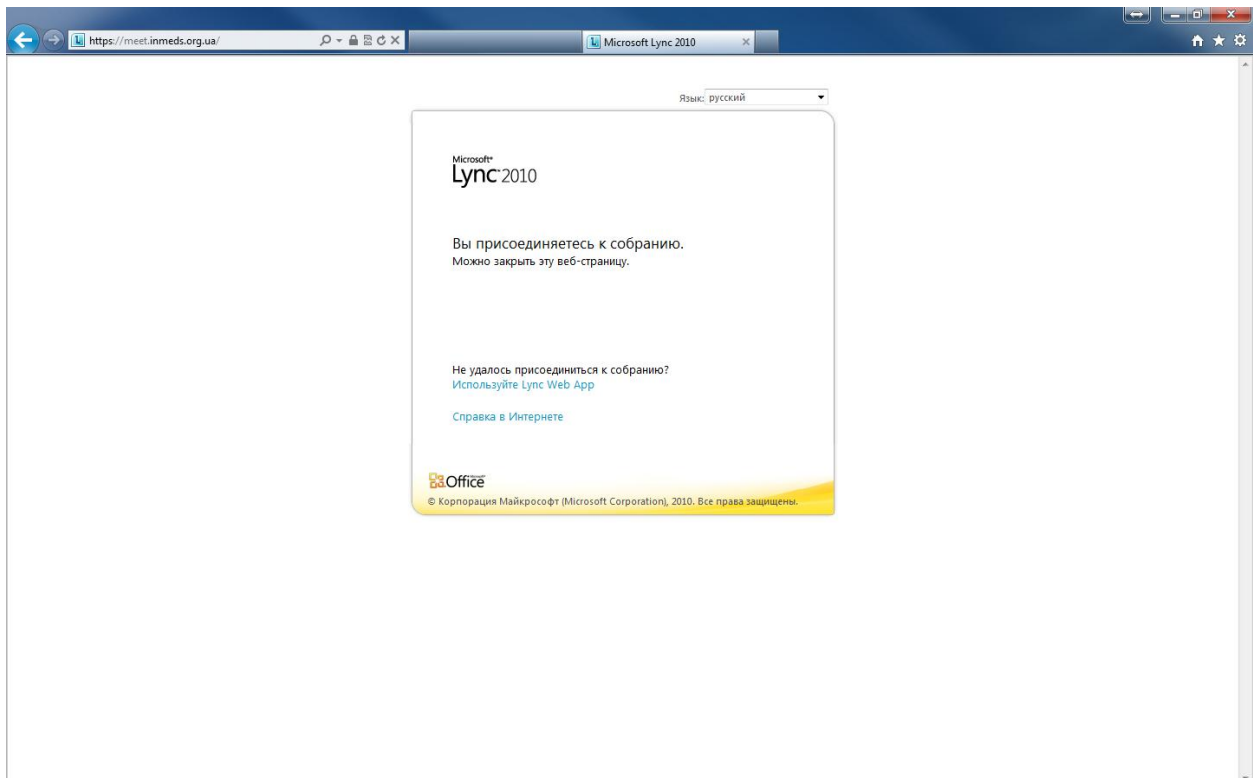 https://meet.inmeds.org.ua/
Microsoft Lync 2010
Язык: русский
Microsoft®
Lync™ 2010
Вы присоединяетесь к собранию.
Можно закрыть эту веб-страницу.
Не удалось присоединиться к собранию?
Используйте Lync Web App
Справка в Интернете
Microsoft®
Office
© Корпорация Майкрософт (Microsoft Corporation), 2010. Все права защищены.